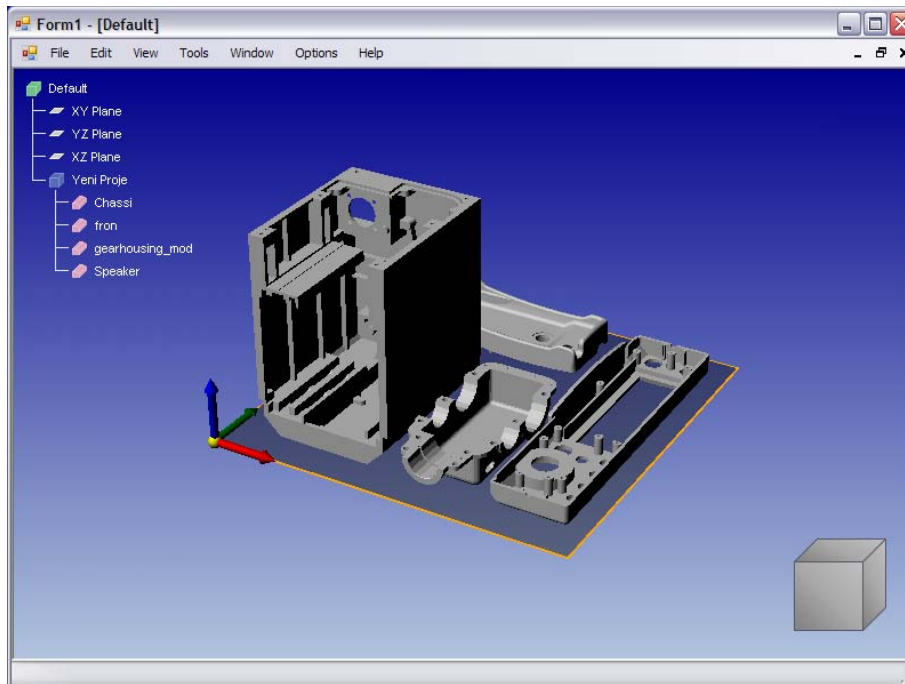 Form1 - [Default]
File Edit View Tools Window Options Help
Default
XY Plane
YZ Plane
XZ Plane
Yeni Proje
Chassi
fron
gearhousing_mod
Speaker